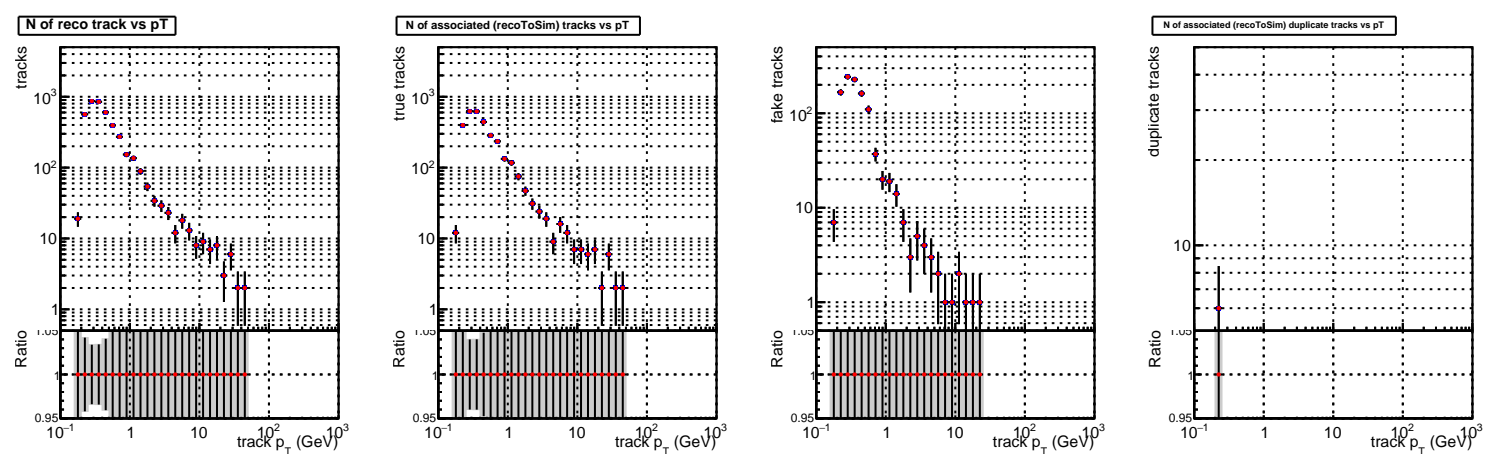 N of reco track vs pT
tracks
10³
10²
10
1
Ratio
1.05
1
0.95
10⁻¹ 1 10 10² 10³
track p_T (GeV)
N of associated (recoToSim) tracks vs pT
true tracks
10³
10²
10
1
Ratio
1.05
1
0.95
10⁻¹ 1 10 10² 10³
track p_T (GeV)
fake tracks
10²
10
1
Ratio
1.05
1
0.95
10⁻¹ 1 10 10² 10³
track p_T (GeV)
N of associated (recoToSim) duplicate tracks vs pT
duplicate tracks
10
Ratio
1.05
1
0.95
10⁻¹ 1 10 10² 10³
track p_T (GeV)